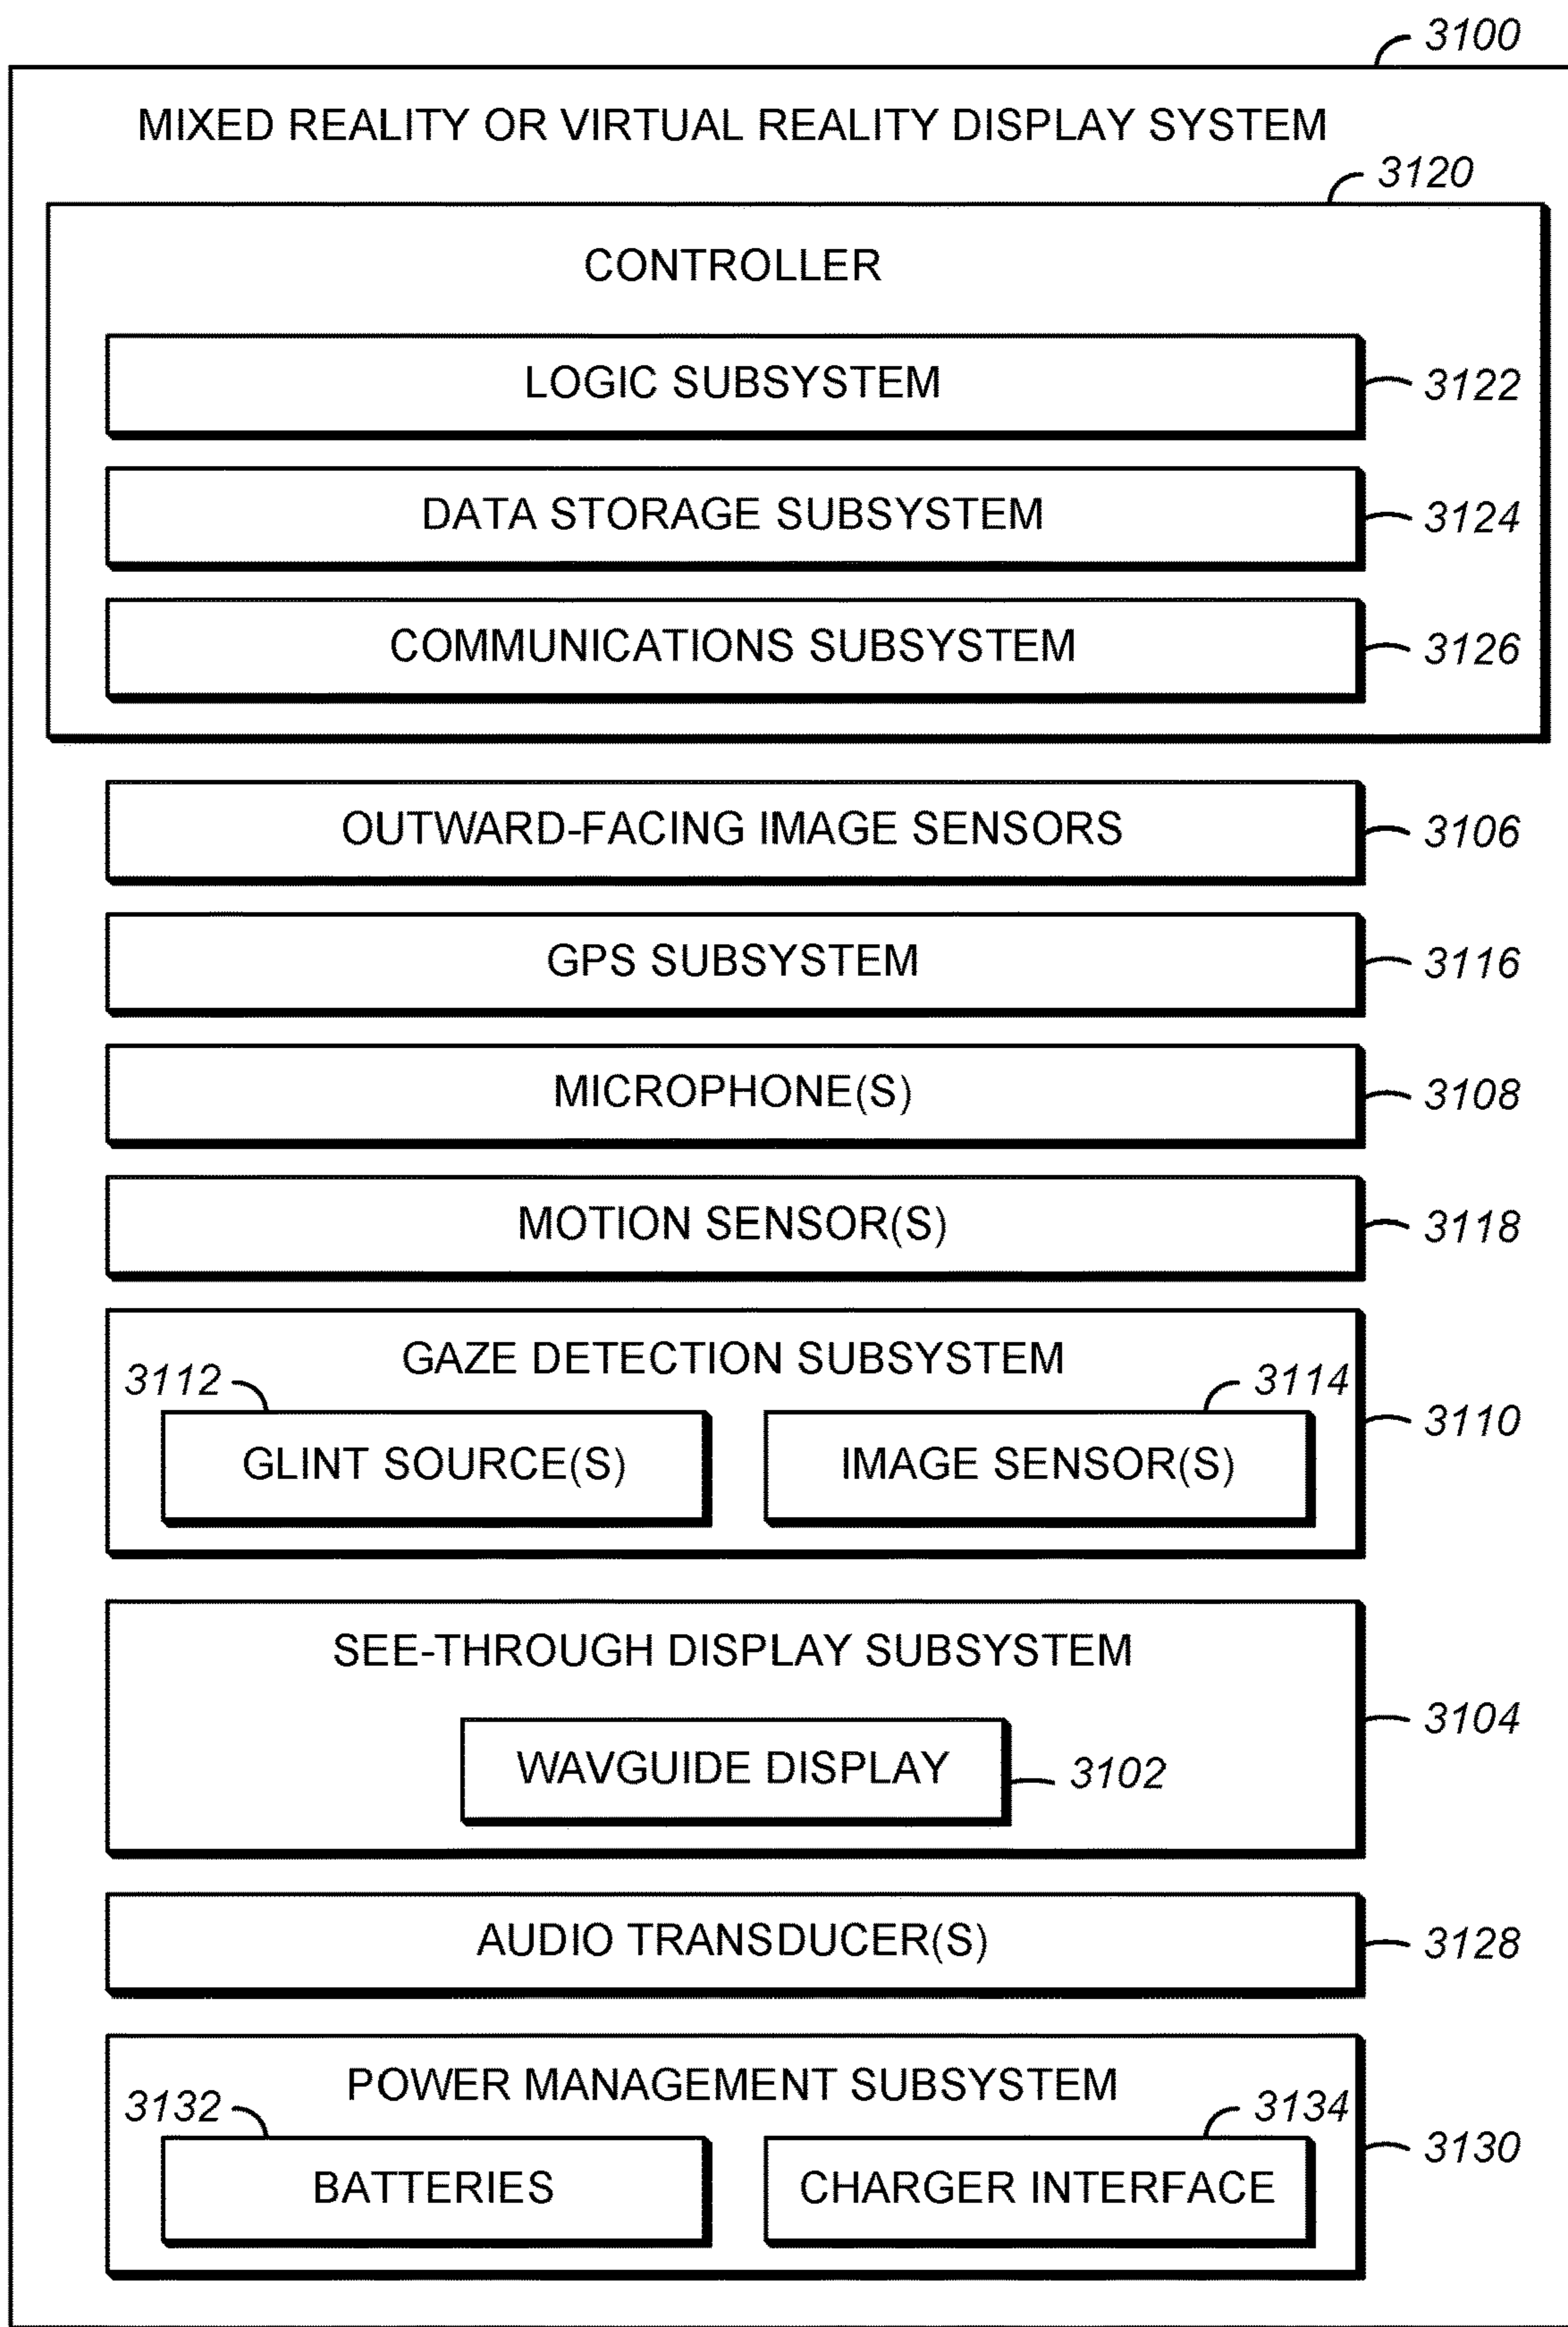 3100
MIXED REALITY OR VIRTUAL REALITY DISPLAY SYSTEM
3120
CONTROLLER
LOGIC SUBSYSTEM 3122
DATA STORAGE SUBSYSTEM 3124
COMMUNICATIONS SUBSYSTEM 3126
OUTWARD-FACING IMAGE SENSORS 3106
GPS SUBSYSTEM 3116
MICROPHONE(S) 3108
MOTION SENSOR(S) 3118
GAZE DETECTION SUBSYSTEM
3112 3114
3110
GLINT SOURCE(S) IMAGE SENSOR(S)
SEE-THROUGH DISPLAY SUBSYSTEM
3104
WAVGUIDE DISPLAY 3102
AUDIO TRANSDUCER(S) 3128
POWER MANAGEMENT SUBSYSTEM
3132 3134
3130
BATTERIES CHARGER INTERFACE